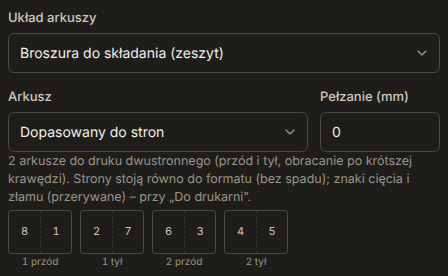 Układ arkuszy
Broszura do składania (zeszyt)
Arkusz
Pełzanie (mm)
Dopasowany do stron
0
2 arkusze do druku dwustronnego (przód i tył, obracanie po krótszej
krawędzi). Strony stoją równo do formatu (bez spadu); znaki cięcia i
złamu (przerywane) – przy „Do drukarni”.
8 1 2 7 6 3 4 5
1 przód 1 tył 2 przód 2 tył